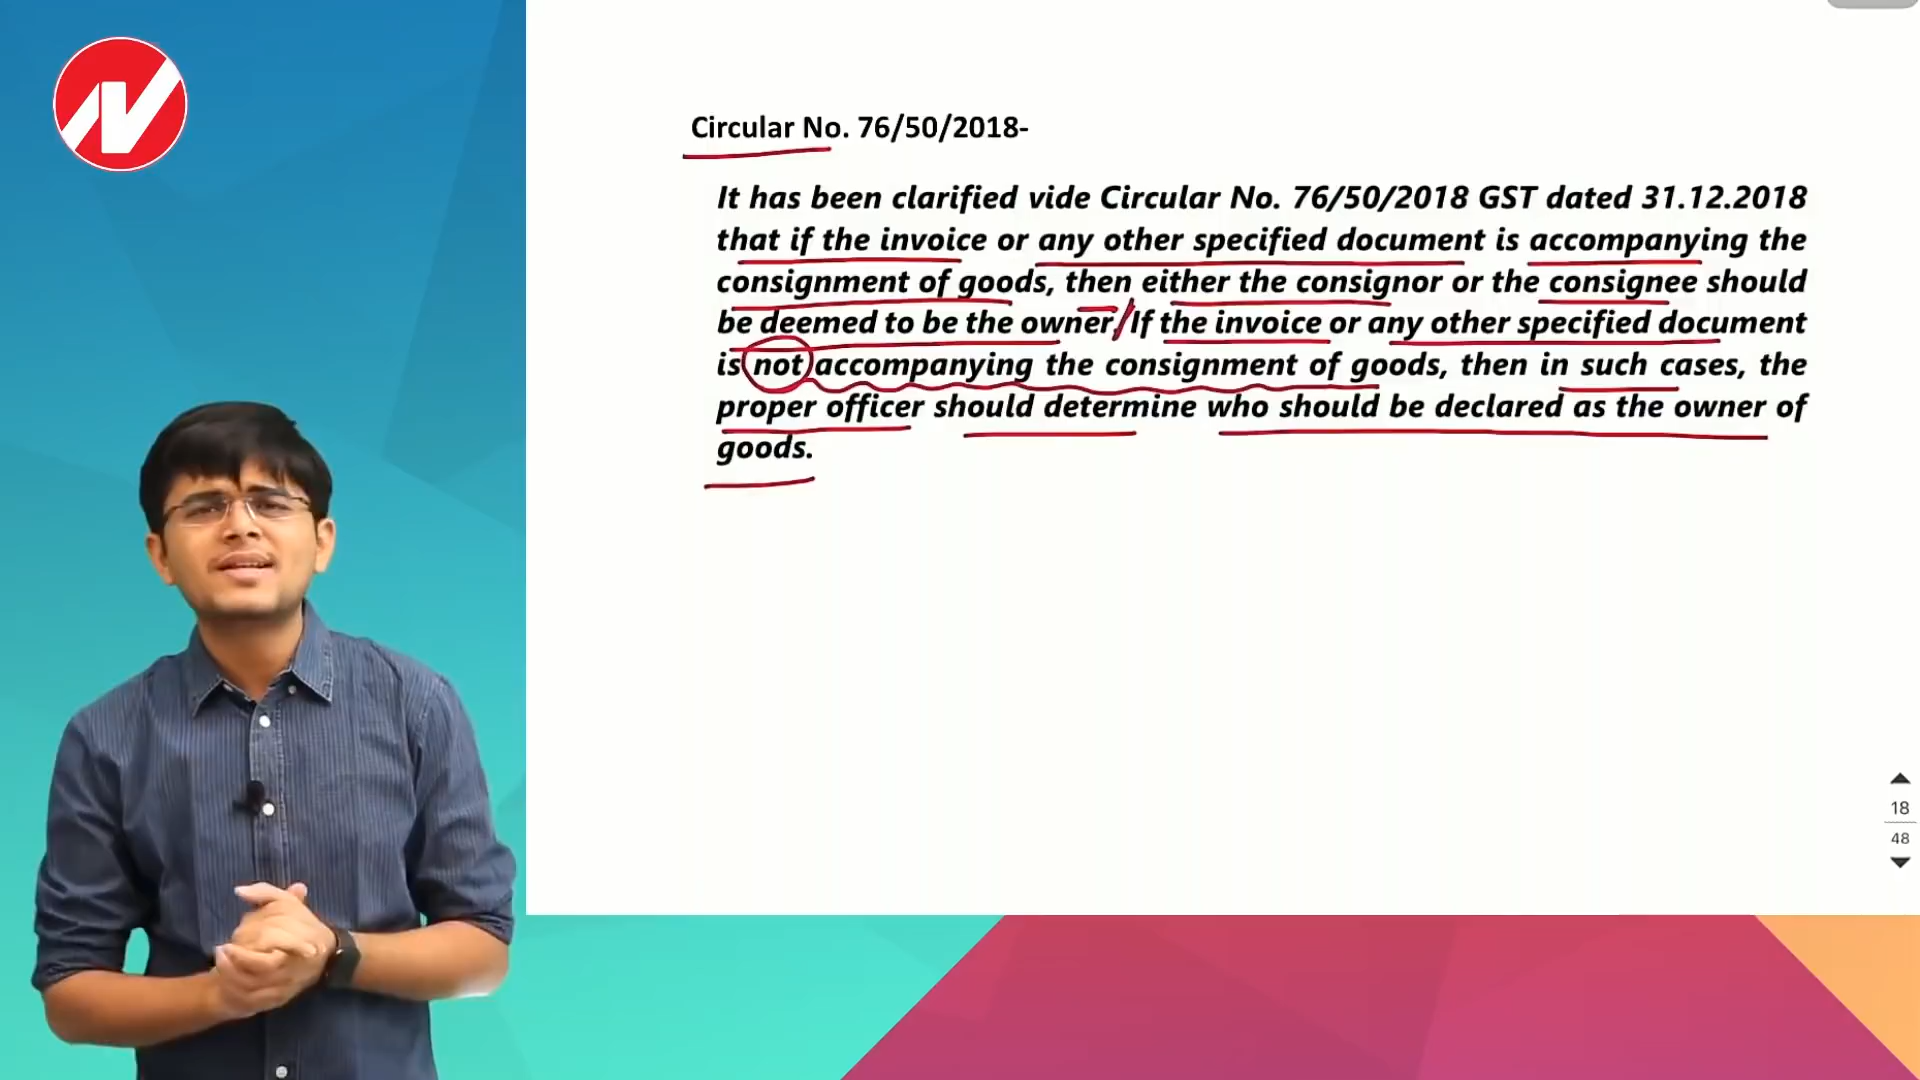 Circular No. 76/50/2018-
It has been clarified vide Circular No. 76/50/2018 GST dated 31.12.2018
that if the invoice or any other specified document is accompanying the
consignment of goods, then either the consignor or the consignee should
be deemed to be the owner. If the invoice or any other specified document
is not accompanying the consignment of goods, then in such cases, the
proper officer should determine who should be declared as the owner of
goods.
18
48